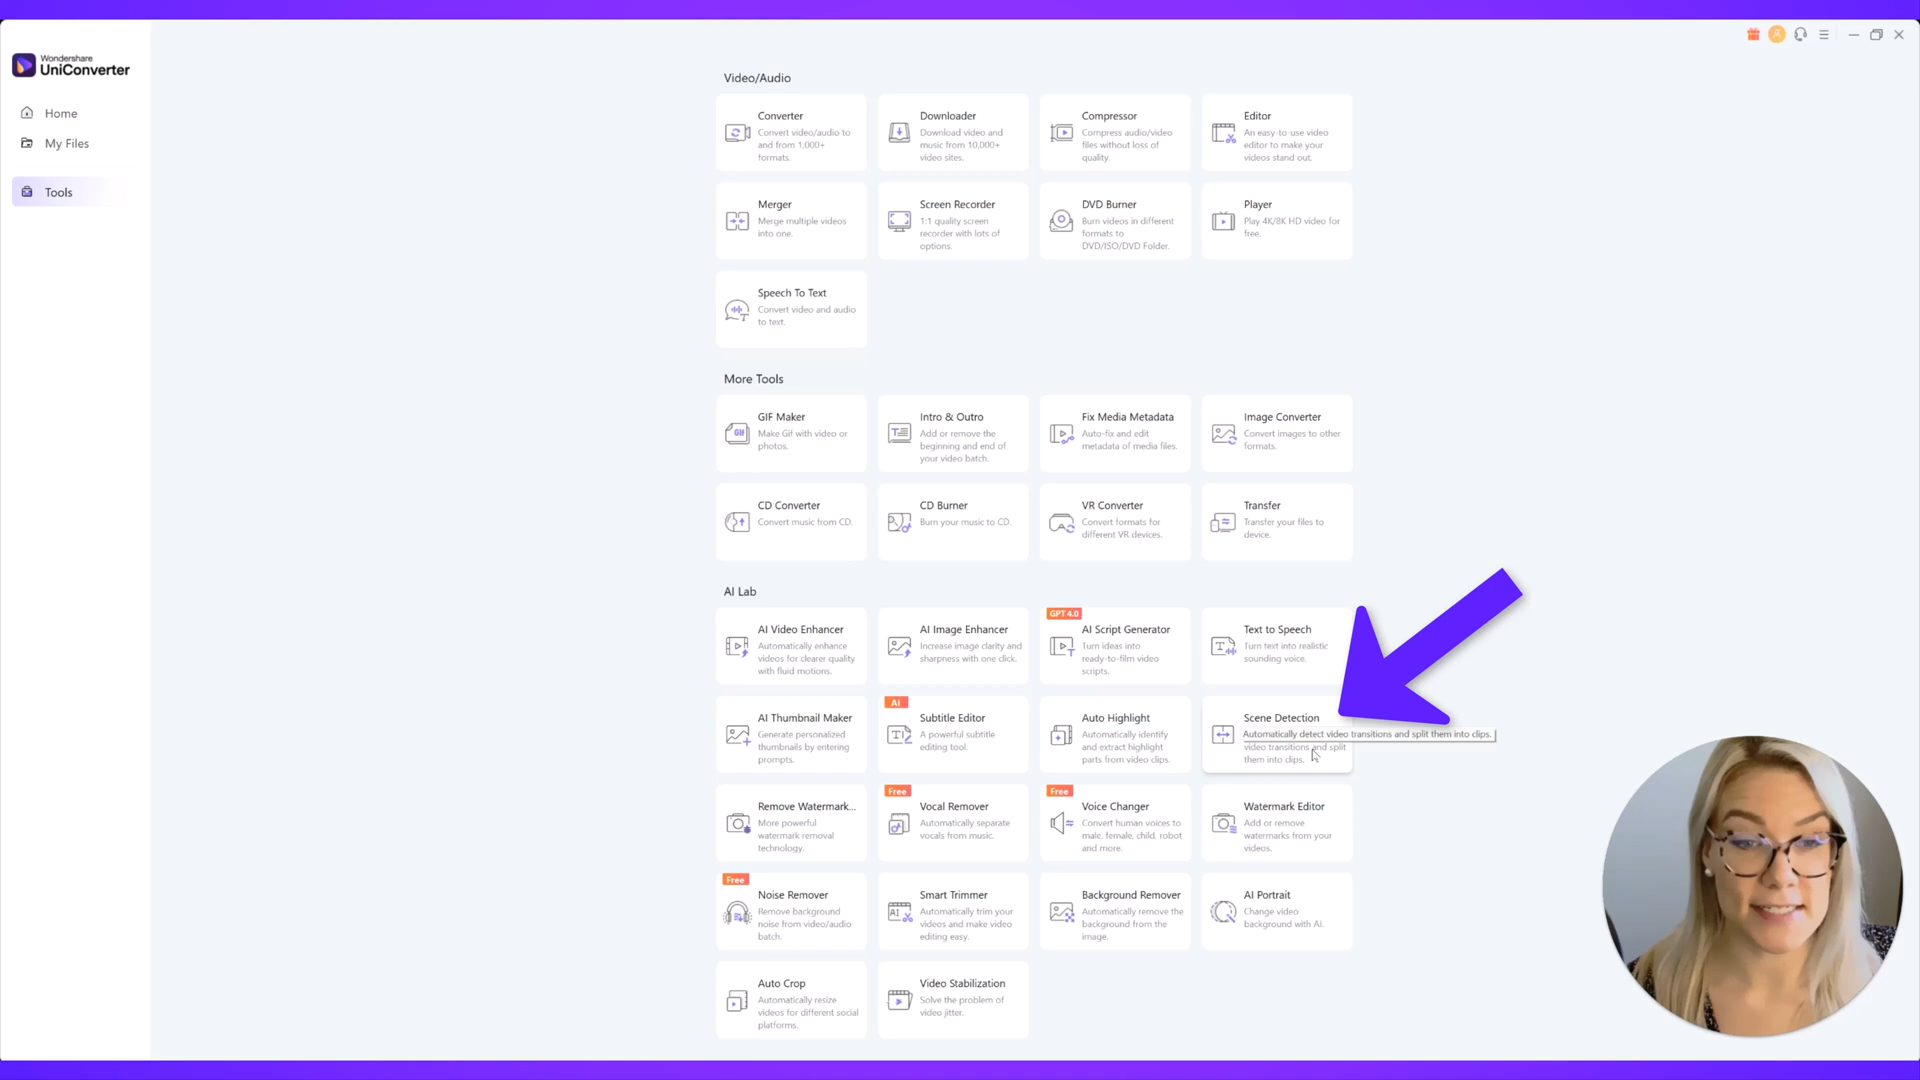 Wondershare
UniConverter
Home
My Files
Tools
Video/Audio
Converter
Convert video/audio to
and from 1,000+
formats.
Downloader
Download video and
music from 10,000+
video sites.
Compressor
Compress audio/video
files without loss of
quality.
Editor
An easy-to-use video
editor to make your
videos stand out.
Merger
Merge multiple videos
into one.
Screen Recorder
1:1 quality screen
recorder with lots of
options.
DVD Burner
Burn videos in different
formats to
DVD/ISO/DVD Folder.
Player
Play 4K/8K HD video for
free.
Speech To Text
Convert video and audio
to text.
More Tools
GIF Maker
Make Gif with video or
photos.
Intro & Outro
Add or remove the
beginning and end of
your video batch.
Fix Media Metadata
Auto-fix and edit
metadata of media files.
Image Converter
Convert images to other
formats.
CD Converter
Convert music from CD.
CD Burner
Burn your music to CD.
VR Converter
Convert formats for
different VR devices.
Transfer
Transfer your files to
device.
AI Lab
AI Video Enhancer
Automatically enhance
videos for clearer quality
with fluid motions.
AI Image Enhancer
Increase image clarity and
sharpness with one click.
GPT 4.0
AI Script Generator
Turn ideas into
ready-to-film video
scripts.
Text to Speech
Turn text into realistic
sounding voice.
AI Thumbnail Maker
Generate personalized
thumbnails by entering
prompts.
AI
Subtitle Editor
A powerful subtitle
editing tool.
Auto Highlight
Automatically identify
and extract highlight
parts from video clips.
Scene Detection
Automatically detect video transitions and split them into clips.
video transitions and split
them into clips.
Remove Watermark...
More powerful
watermark removal
technology.
Free
Vocal Remover
Automatically separate
vocals from music.
Free
Voice Changer
Convert human voices to
male, female, child, robot
and more.
Watermark Editor
Add or remove
watermarks from your
videos.
Free
Noise Remover
Remove background
noise from video/audio
batch.
Smart Trimmer
Automatically trim your
videos and make video
editing easy.
Background Remover
Automatically remove the
background from the
image.
AI Portrait
Change video
background with AI.
Auto Crop
Automatically resize
videos for different social
platforms.
Video Stabilization
Solve the problem of
video jitter.